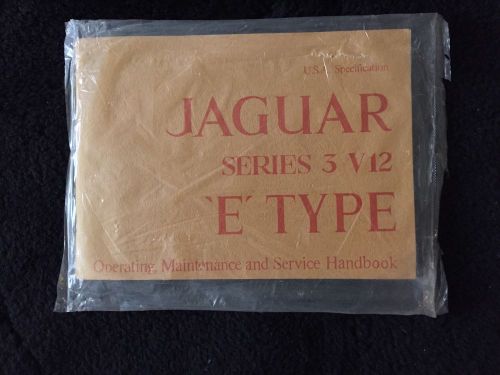 U.S.A. Specification
JAGUAR
SERIES 3 V12
`E´ TYPE
Operating, Maintenance and Service Handbook